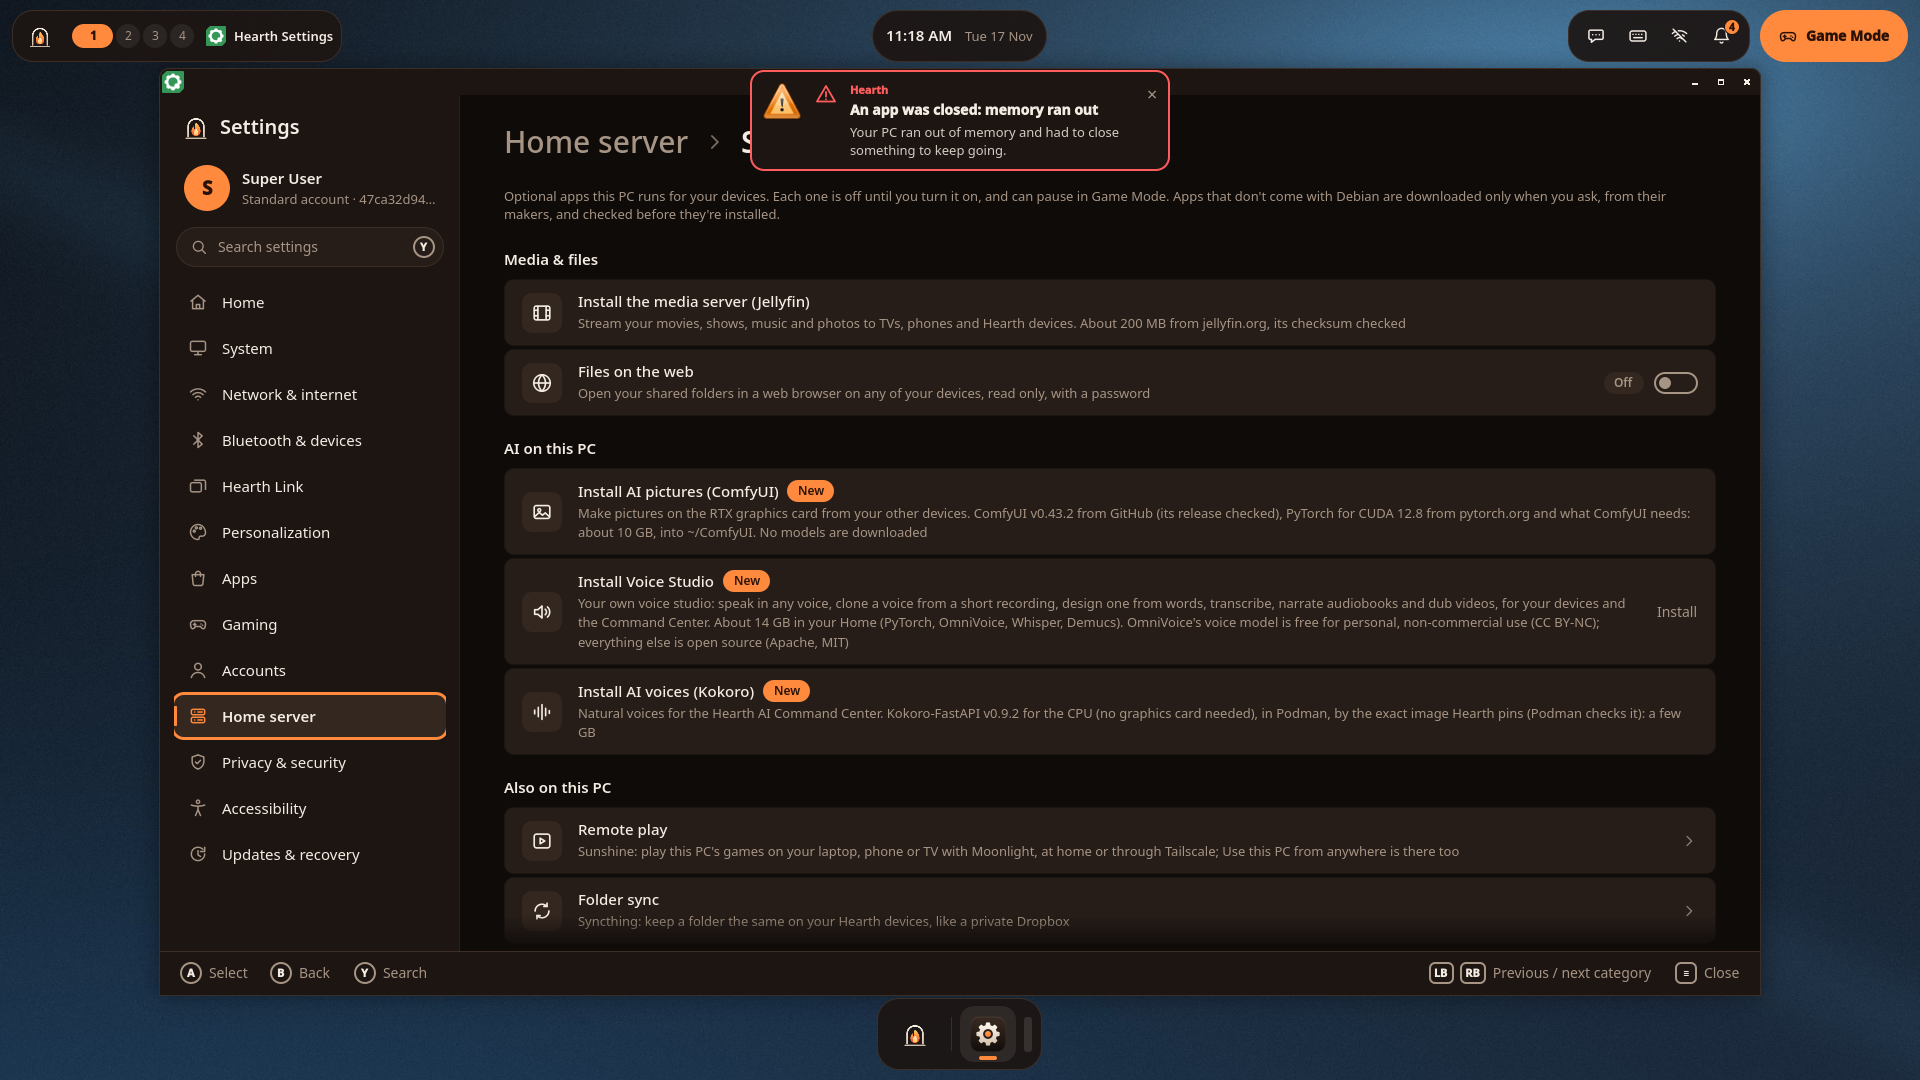 1 2 3 4 Hearth Settings
11:18 AM Tue 17 Nov
4
Game Mode
Hearth
An app was closed: memory ran out
Your PC ran out of memory and had to close
something to keep going.
Settings
S
Super User
Standard account · 47ca32d94...
Search settings Y
Home
System
Network & internet
Bluetooth & devices
Hearth Link
Personalization
Apps
Gaming
Accounts
Home server
Privacy & security
Accessibility
Updates & recovery
Home server
Optional apps this PC runs for your devices. Each one is off until you turn it on, and can pause in Game Mode. Apps that don't come with Debian are downloaded only when you ask, from their
makers, and checked before they're installed.
Media & files
Install the media server (Jellyfin)
Stream your movies, shows, music and photos to TVs, phones and Hearth devices. About 200 MB from jellyfin.org, its checksum checked
Files on the web
Open your shared folders in a web browser on any of your devices, read only, with a password
Off
AI on this PC
Install AI pictures (ComfyUI) New
Make pictures on the RTX graphics card from your other devices. ComfyUI v0.43.2 from GitHub (its release checked), PyTorch for CUDA 12.8 from pytorch.org and what ComfyUI needs:
about 10 GB, into ~/ComfyUI. No models are downloaded
Install Voice Studio New
Your own voice studio: speak in any voice, clone a voice from a short recording, design one from words, transcribe, narrate audiobooks and dub videos, for your devices and
the Command Center. About 14 GB in your Home (PyTorch, OmniVoice, Whisper, Demucs). OmniVoice's voice model is free for personal, non-commercial use (CC BY-NC);
everything else is open source (Apache, MIT)
Install
Install AI voices (Kokoro) New
Natural voices for the Hearth AI Command Center. Kokoro-FastAPI v0.9.2 for the CPU (no graphics card needed), in Podman, by the exact image Hearth pins (Podman checks it): a few
GB
Also on this PC
Remote play
Sunshine: play this PC's games on your laptop, phone or TV with Moonlight, at home or through Tailscale; Use this PC from anywhere is there too
Folder sync
Syncthing: keep a folder the same on your Hearth devices, like a private Dropbox
A Select B Back Y Search
LB RB Previous / next category Close